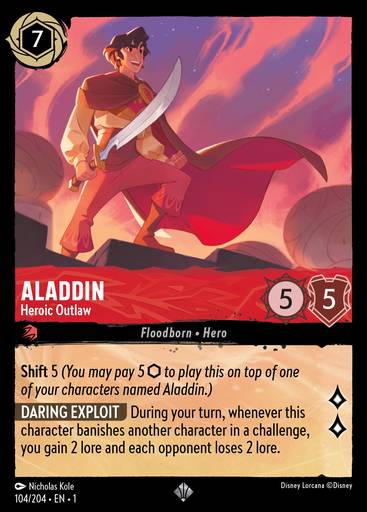 7
ALADDIN
Heroic Outlaw
5 5
Floodborn • Hero
Shift 5 (You may pay 5 ⬡ to play this on top of one
of your characters named Aladdin.)
DARING EXPLOIT During your turn, whenever this
character banishes another character in a challenge,
you gain 2 lore and each opponent loses 2 lore.
Nicholas Kole
Disney Lorcana ©Disney
104/204 • EN • 1